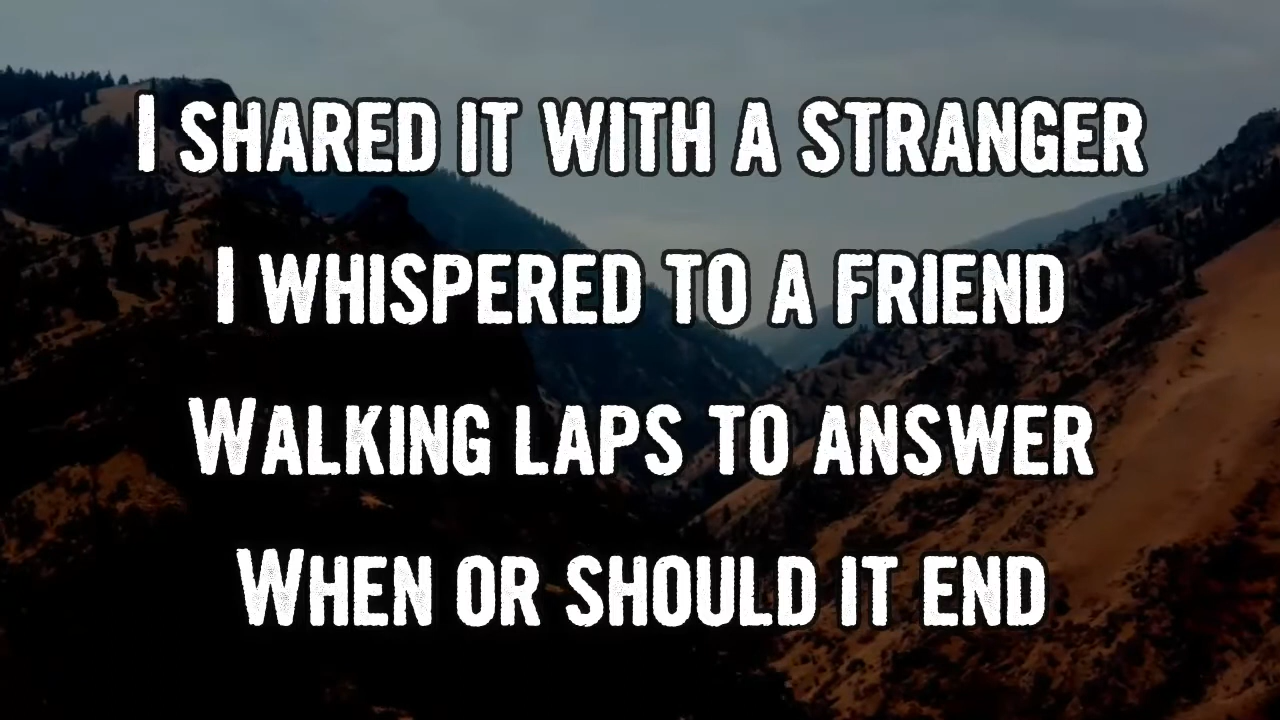 I shared it with a stranger
I whispered to a friend
Walking laps to answer
When or should it end